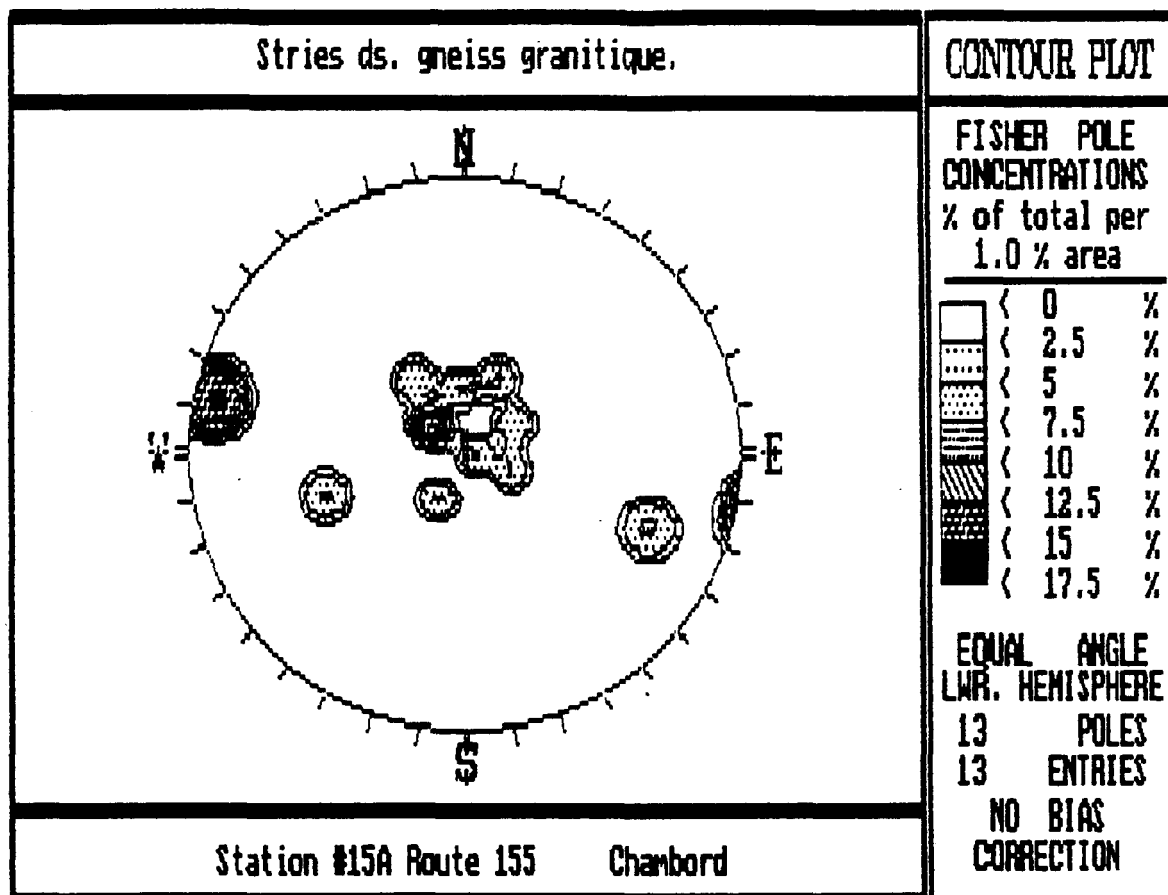 Stries ds. gneiss granitique.
N
W
E
S
Station #15A Route 155 Chambord
CONTOUR PLOT
FISHER POLE
CONCENTRATIONS
% of total per
1.0 % area
< 0 %
< 2.5 %
< 5 %
< 7.5 %
< 10 %
< 12.5 %
< 15 %
< 17.5 %
EQUAL ANGLE
LWR. HEMISPHERE
13 POLES
13 ENTRIES
NO BIAS
CORRECTION